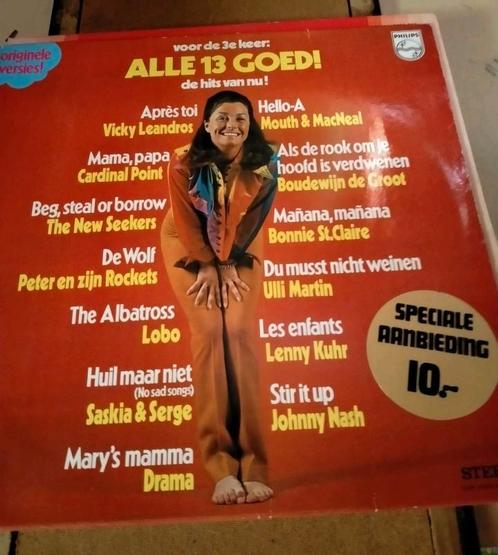 originele
versies!
voor de 3e keer:
ALLE 13 GOED!
de hits van nu!
PHILIPS
Après toi
Vicky Leandros
Mama, papa
Cardinal Point
Beg, steal or borrow
The New Seekers
De Wolf
Peter en zijn Rockets
The Albatross
Lobo
Huil maar niet
(No sad songs)
Saskia & Serge
Mary's mamma
Drama
Hello-A
Mouth & MacNeal
Als de rook om je
hoofd is verdwenen
Boudewijn de Groot
Mañana, mañana
Bonnie St.Claire
Du musst nicht weinen
Ulli Martin
Les enfants
Lenny Kuhr
Stir it up
Johnny Nash
SPECIALE
AANBIEDING
10.-